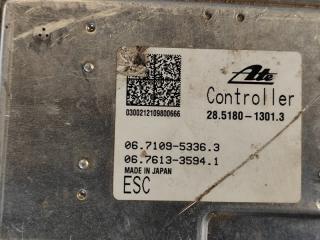 Ate
Controller
0300212109800666
28.5180-1301.3
06.7109-5336.3
06.7613-3594.1
MADE IN JAPAN
ESC